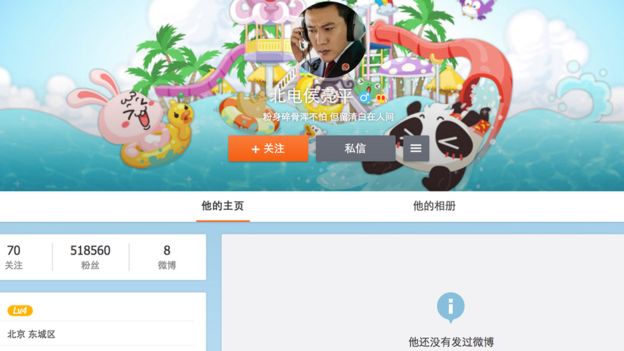 北电侯亮平
粉身碎骨浑不怕 但留清白在人间
+ 关注
私信
他的主页
他的相册
70
关注
518560
粉丝
8
微博
Lv4
北京 东城区
他还没有发过微博